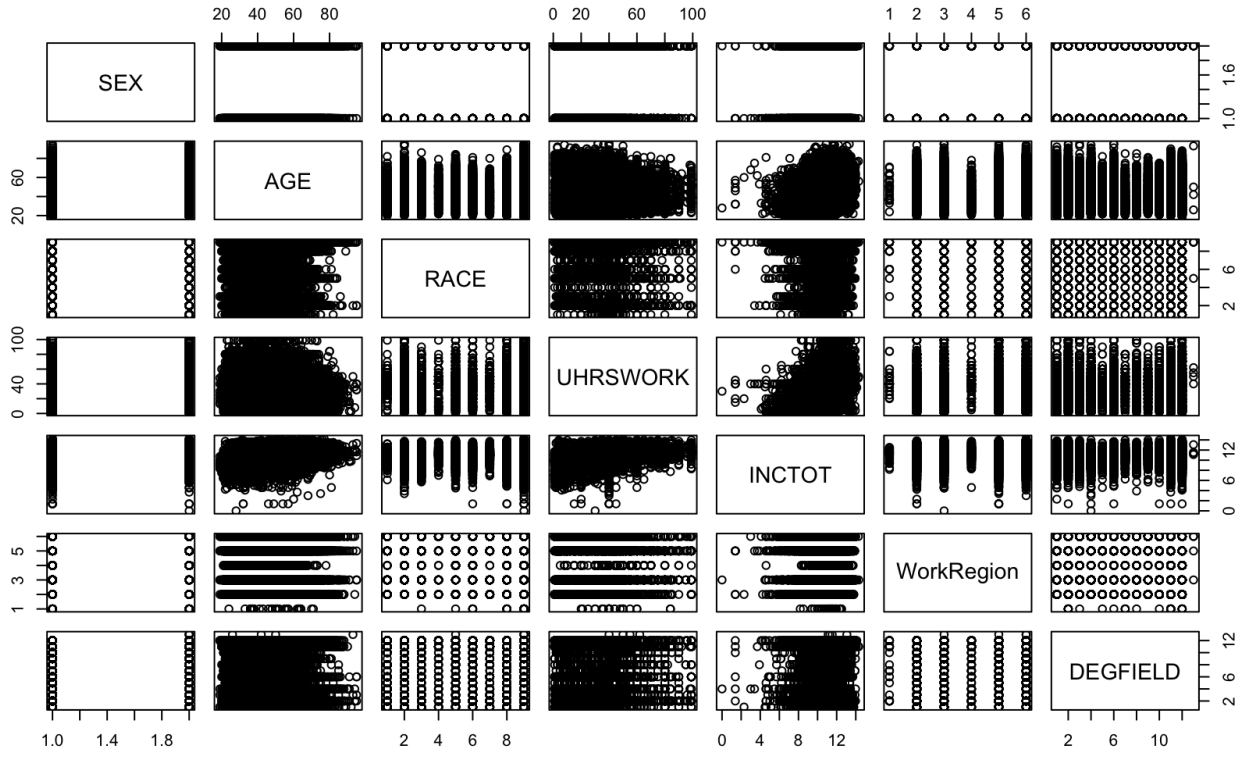 20 40 60 80
0 20 40 60 100
1 2 3 4 5 6
SEX
1.0 1.6
20 60
AGE
RACE
2 6
0 40 100
UHRSWORK
INCTOT
0 6 12
1 3 5
WorkRegion
DEGFIELD
2 6 12
1.0 1.4 1.8
2 4 6 8
0 4 8 12
2 6 10